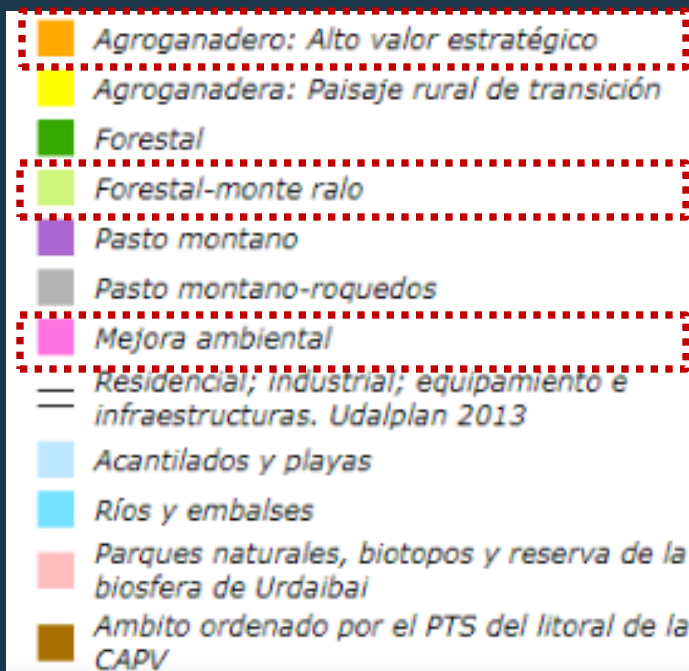 Agroganadero: Alto valor estratégico
Agroganadera: Paisaje rural de transición
Forestal
Forestal-monte ralo
Pasto montano
Pasto montano-roquedos
Mejora ambiental
Residencial; industrial; equipamiento e
infraestructuras. Udalplan 2013
Acantilados y playas
Ríos y embalses
Parques naturales, biotopos y reserva de la
biosfera de Urdaibai
Ambito ordenado por el PTS del litoral de la
CAPV